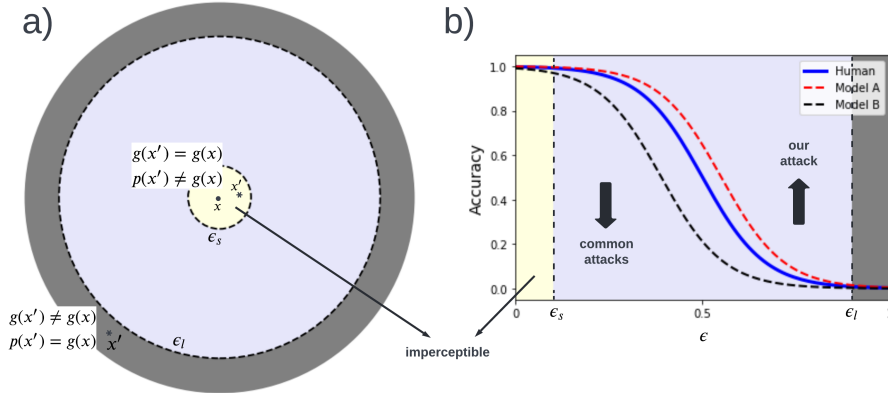 a)
g(x′) = g(x)
p(x′) ≠ g(x)
x′
*
x
ϵs
ϵl
g(x′) ≠ g(x)
p(x′) = g(x)
*
x′
imperceptible
b)
Accuracy
1.0
0.8
0.6
0.4
0.2
0.0
Human
Model A
Model B
our
attack
common
attacks
0
ϵs
0.5
ϵl
ϵ